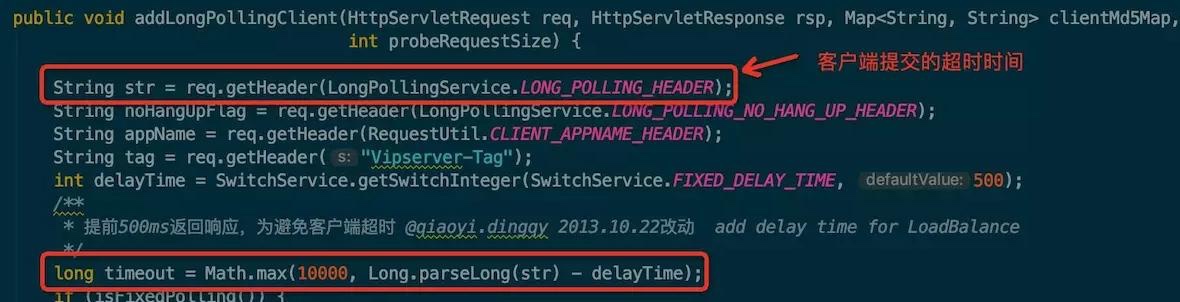 public void addLongPollingClient(HttpServletRequest req, HttpServletResponse rsp, Map<String, String> clientMd5Map,
int probeRequestSize) {
客户端提交的超时时间
String str = req.getHeader(LongPollingService.LONG_POLLING_HEADER);
String noHangUpFlag = req.getHeader(LongPollingService.LONG_POLLING_NO_HANG_UP_HEADER);
String appName = req.getHeader(RequestUtil.CLIENT_APPNAME_HEADER);
String tag = req.getHeader( s: "Vipserver-Tag");
int delayTime = SwitchService.getSwitchInteger(SwitchService.FIXED_DELAY_TIME, defaultValue: 500);
/**
* 提前500ms返回响应，为避免客户端超时 @qiaoyi.dingqy 2013.10.22改动 add delay time for LoadBalance
*/
long timeout = Math.max(10000, Long.parseLong(str) - delayTime);
if (isFixedPolling()) {